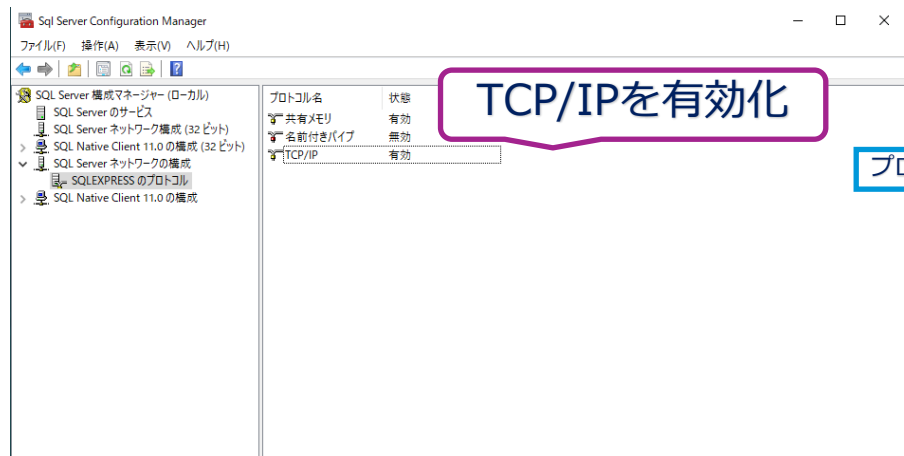 Sql Server Configuration Manager
ファイル(F) 操作(A) 表示(V) ヘルプ(H)
SQL Server 構成マネージャー (ローカル)
SQL Server のサービス
SQL Server ネットワーク構成 (32 ビット)
SQL Native Client 11.0 の構成 (32 ビット)
SQL Server ネットワークの構成
SQLEXPRESS のプロトコル
SQL Native Client 11.0 の構成
プロトコル名 状態
共有メモリ 有効
名前付きパイプ 無効
TCP/IP 有効
TCP/IPを有効化
プロ